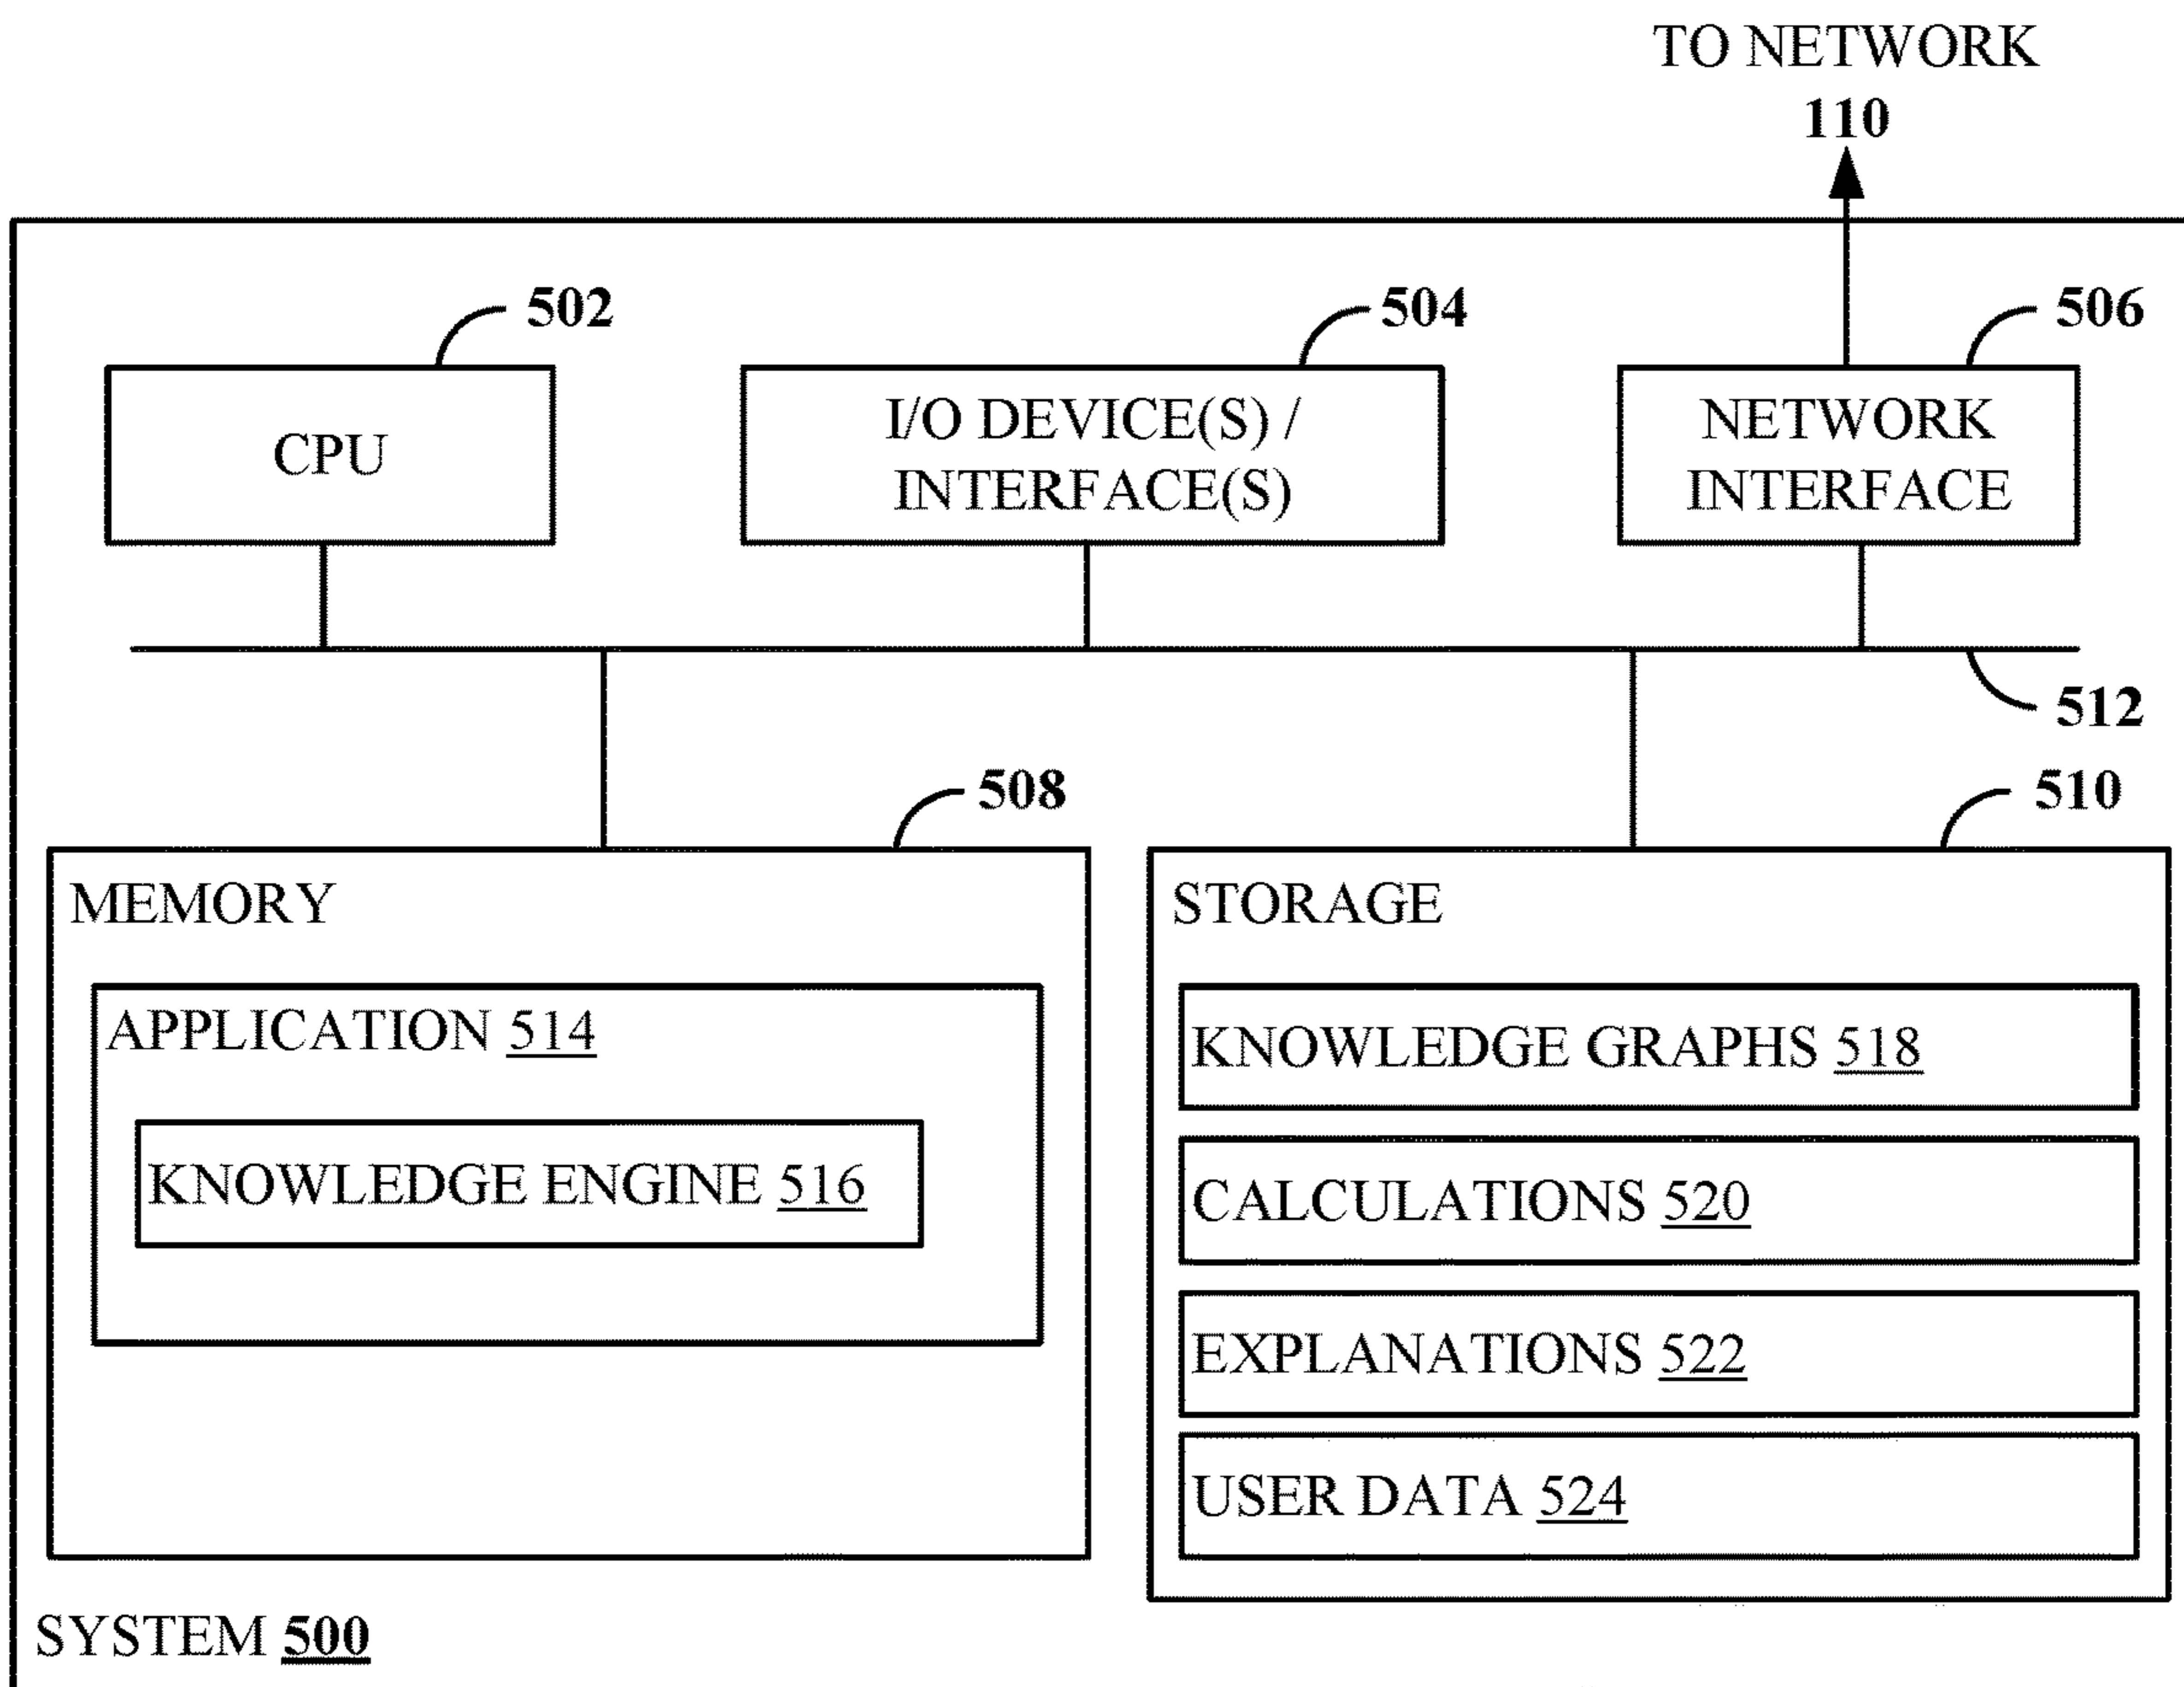 TO NETWORK
110
502
504
506
CPU
I/O DEVICE(S) /
INTERFACE(S)
NETWORK
INTERFACE
512
508
510
MEMORY
APPLICATION 514
KNOWLEDGE ENGINE 516
STORAGE
KNOWLEDGE GRAPHS 518
CALCULATIONS 520
EXPLANATIONS 522
USER DATA 524
SYSTEM 500